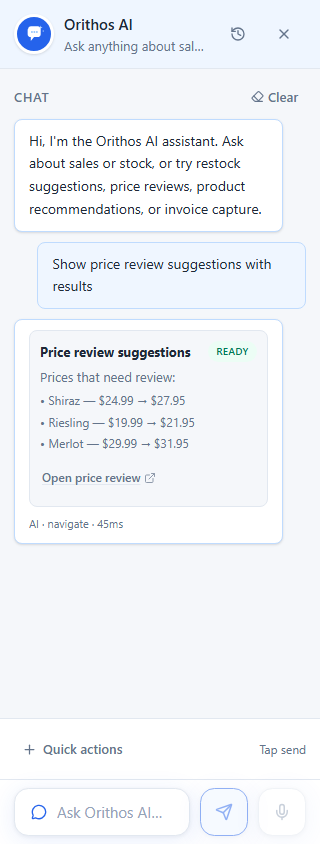 Orithos AI
Ask anything about sal...
CHAT
Clear
Hi, I'm the Orithos AI assistant. Ask
about sales or stock, or try restock
suggestions, price reviews, product
recommendations, or invoice capture.
Show price review suggestions with
results
Price review suggestions
READY
Prices that need review:
• Shiraz — $24.99 → $27.95
• Riesling — $19.99 → $21.95
• Merlot — $29.99 → $31.95
Open price review
AI · navigate · 45ms
Quick actions
Tap send
Ask Orithos AI...